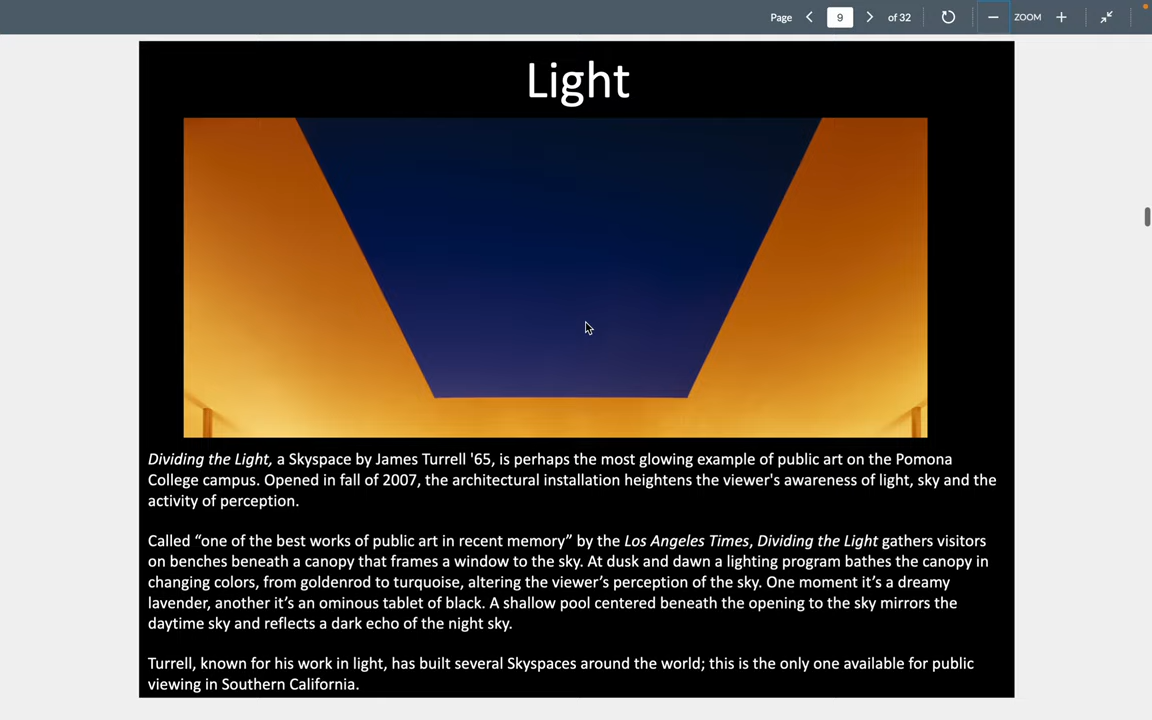 Page 9 of 32 ZOOM
Light
Dividing the Light, a Skyspace by James Turrell '65, is perhaps the most glowing example of public art on the Pomona
College campus. Opened in fall of 2007, the architectural installation heightens the viewer's awareness of light, sky and the
activity of perception.
Called “one of the best works of public art in recent memory” by the Los Angeles Times, Dividing the Light gathers visitors
on benches beneath a canopy that frames a window to the sky. At dusk and dawn a lighting program bathes the canopy in
changing colors, from goldenrod to turquoise, altering the viewer’s perception of the sky. One moment it’s a dreamy
lavender, another it’s an ominous tablet of black. A shallow pool centered beneath the opening to the sky mirrors the
daytime sky and reflects a dark echo of the night sky.
Turrell, known for his work in light, has built several Skyspaces around the world; this is the only one available for public
viewing in Southern California.